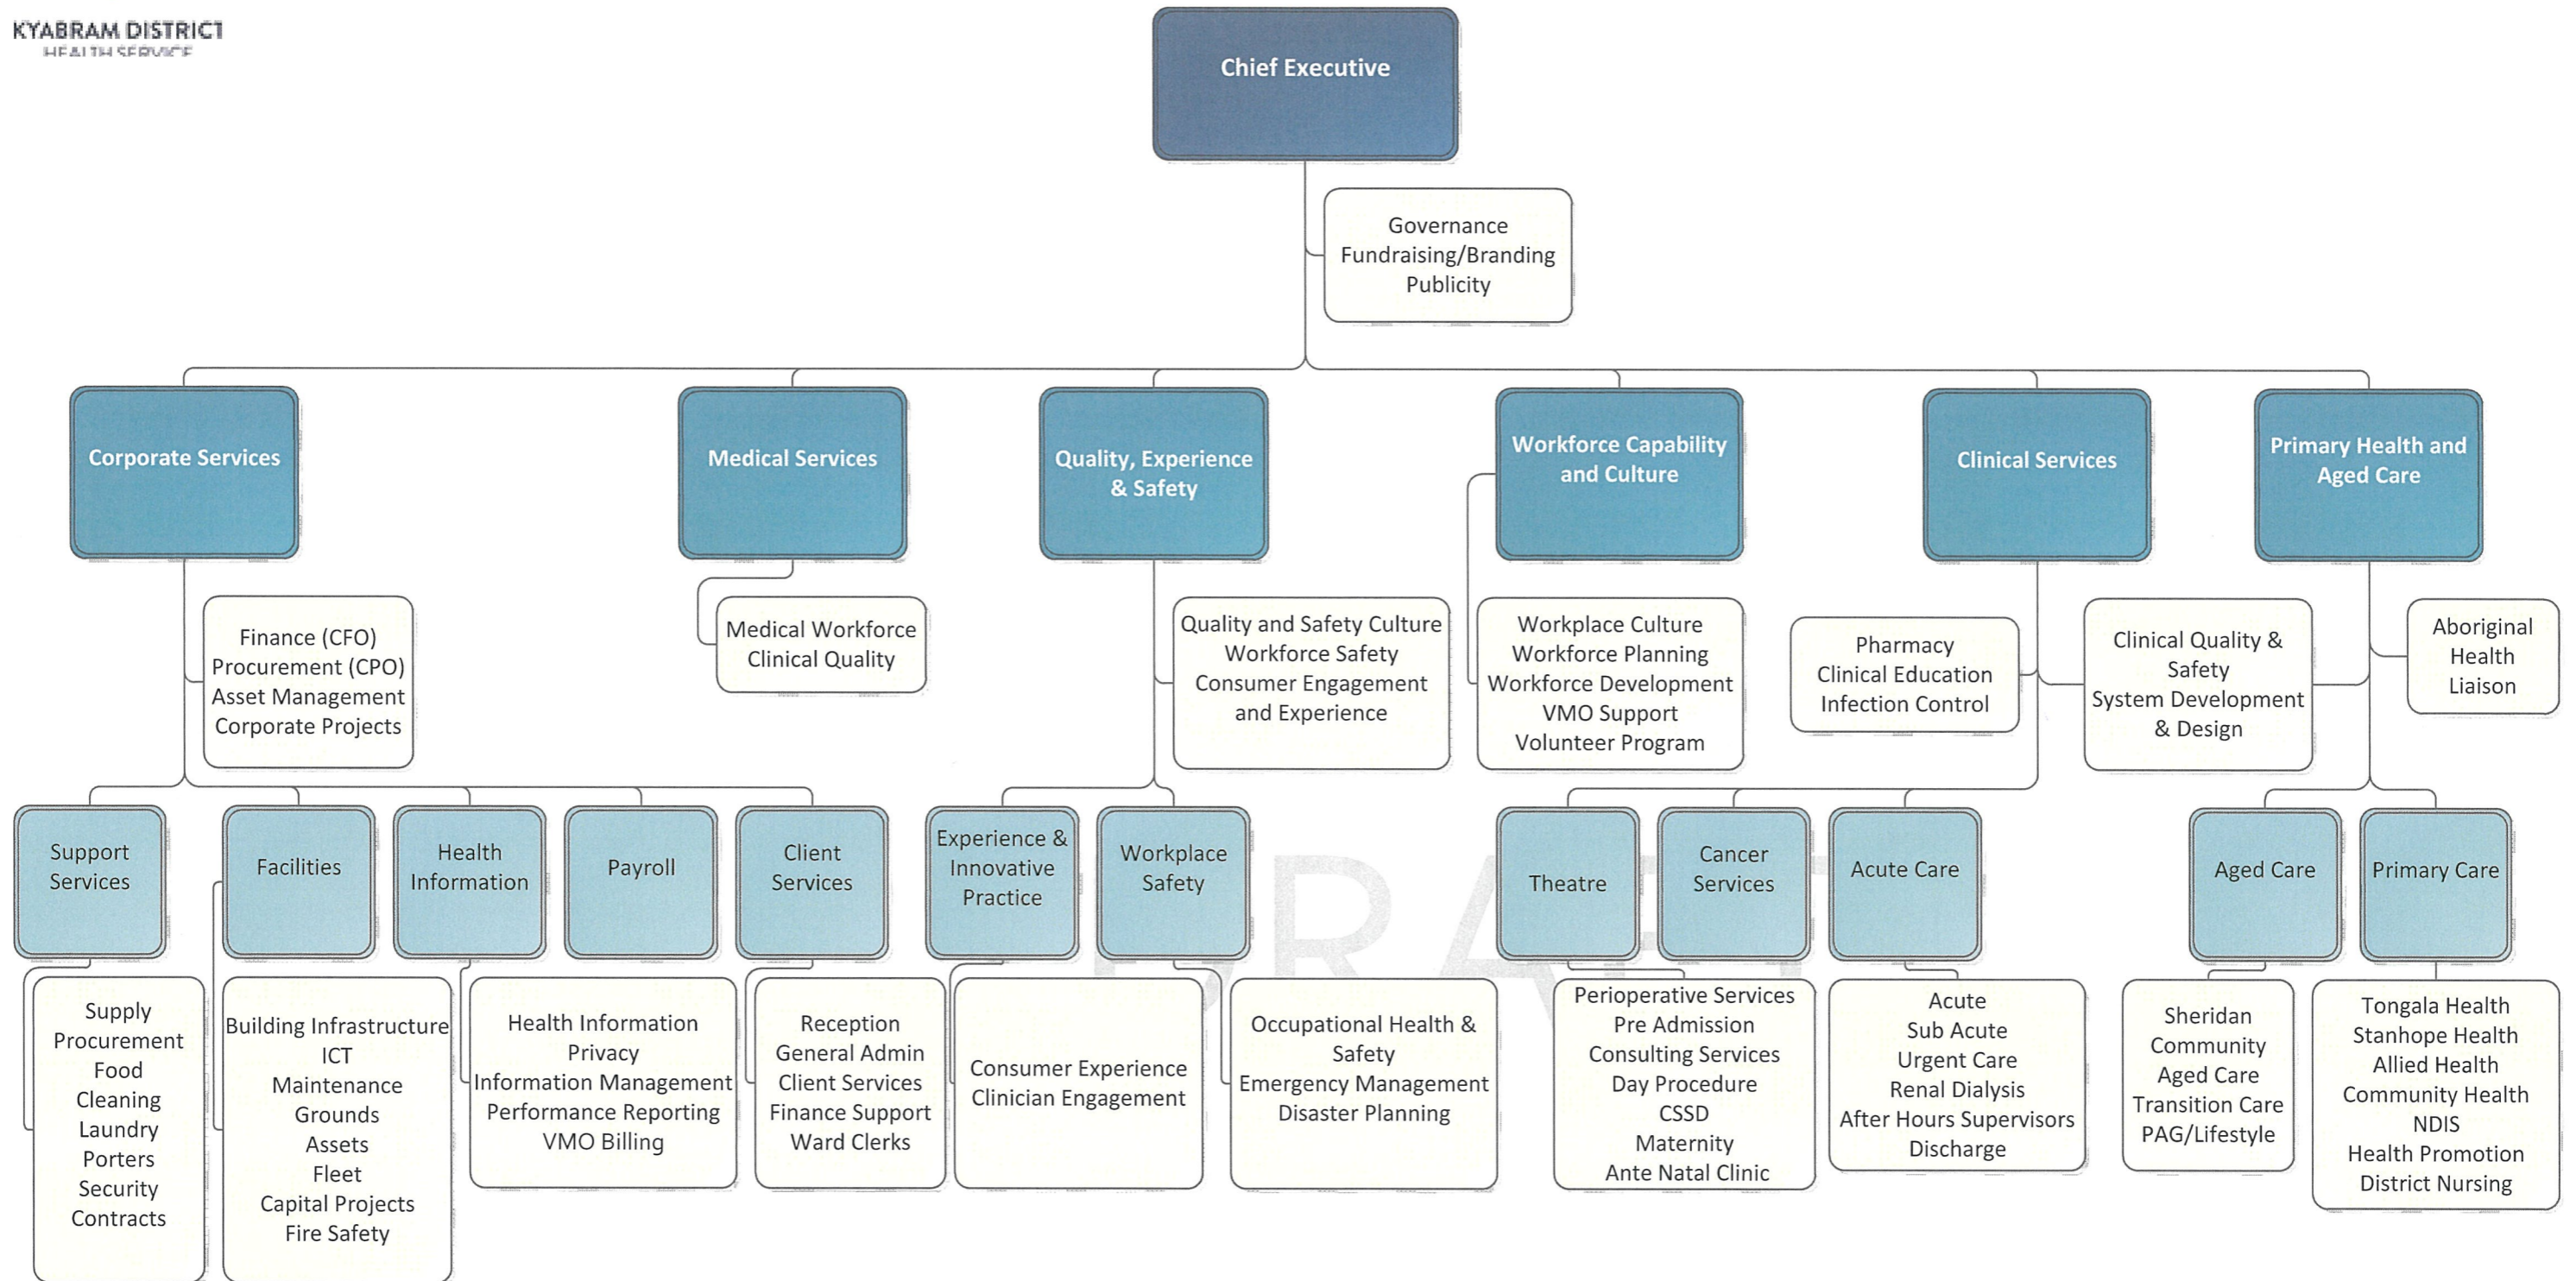 KYABRAM DISTRICT
HEALTH SERVICE
Chief Executive
Governance
Fundraising/Branding
Publicity
Corporate Services
Medical Services
Quality, Experience
& Safety
Workforce Capability
and Culture
Clinical Services
Primary Health and
Aged Care
Finance (CFO)
Procurement (CPO)
Asset Management
Corporate Projects
Medical Workforce
Clinical Quality
Quality and Safety Culture
Workforce Safety
Consumer Engagement
and Experience
Workplace Culture
Workforce Planning
Workforce Development
VMO Support
Volunteer Program
Pharmacy
Clinical Education
Infection Control
Clinical Quality &
Safety
System Development
& Design
Aboriginal
Health
Liaison
Support
Services
Facilities
Health
Information
Payroll
Client
Services
Experience &
Innovative
Practice
Workplace
Safety
Theatre
Cancer
Services
Acute Care
Aged Care
Primary Care
DRAFT
Supply
Procurement
Food
Cleaning
Laundry
Porters
Security
Contracts
Building Infrastructure
ICT
Maintenance
Grounds
Assets
Fleet
Capital Projects
Fire Safety
Health Information
Privacy
Information Management
Performance Reporting
VMO Billing
Reception
General Admin
Client Services
Finance Support
Ward Clerks
Consumer Experience
Clinician Engagement
Occupational Health &
Safety
Emergency Management
Disaster Planning
Perioperative Services
Pre Admission
Consulting Services
Day Procedure
CSSD
Maternity
Ante Natal Clinic
Acute
Sub Acute
Urgent Care
Renal Dialysis
After Hours Supervisors
Discharge
Sheridan
Community
Aged Care
Transition Care
PAG/Lifestyle
Tongala Health
Stanhope Health
Allied Health
Community Health
NDIS
Health Promotion
District Nursing